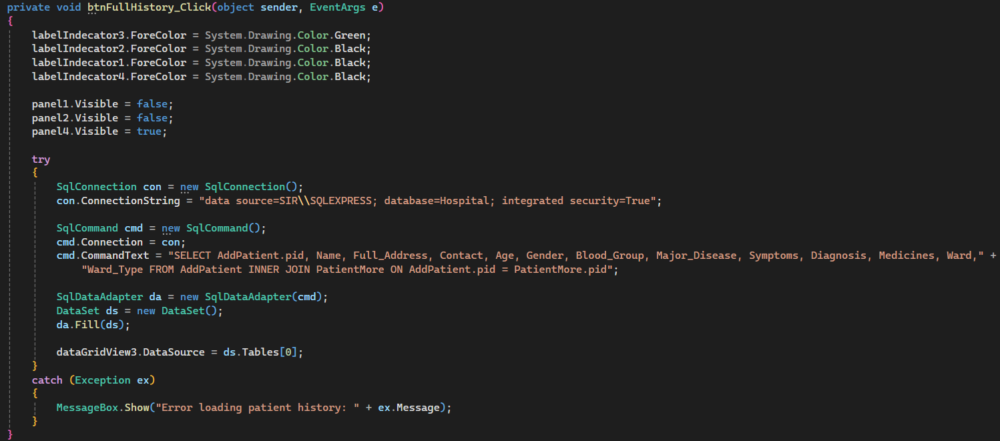 private void btnFullHistory_Click(object sender, EventArgs e)
{
labelIndecator3.ForeColor = System.Drawing.Color.Green;
labelIndecator2.ForeColor = System.Drawing.Color.Black;
labelIndecator1.ForeColor = System.Drawing.Color.Black;
labelIndecator4.ForeColor = System.Drawing.Color.Black;
panel1.Visible = false;
panel2.Visible = false;
panel4.Visible = true;
try
{
SqlConnection con = new SqlConnection();
con.ConnectionString = "data source=SIR\\SQLEXPRESS; database=Hospital; integrated security=True";
SqlCommand cmd = new SqlCommand();
cmd.Connection = con;
cmd.CommandText = "SELECT AddPatient.pid, Name, Full_Address, Contact, Age, Gender, Blood_Group, Major_Disease, Symptoms, Diagnosis, Medicines, Ward," +
"Ward_Type FROM AddPatient INNER JOIN PatientMore ON AddPatient.pid = PatientMore.pid";
SqlDataAdapter da = new SqlDataAdapter(cmd);
DataSet ds = new DataSet();
da.Fill(ds);
dataGridView3.DataSource = ds.Tables[0];
}
catch (Exception ex)
{
MessageBox.Show("Error loading patient history: " + ex.Message);
}
}